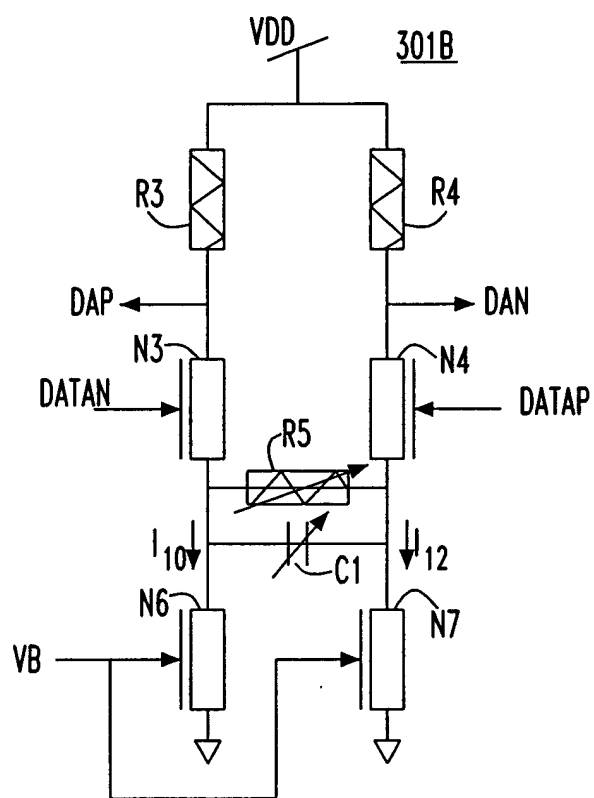 VDD
301B
R3
R4
DAP
DAN
N3
N4
DATAN
DATAP
R5
I10
C1
I12
N6
N7
VB